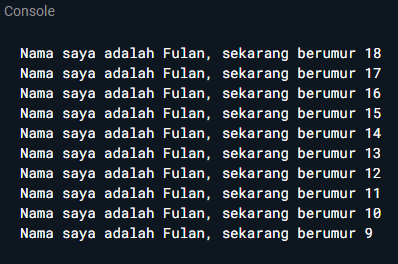 Console
Nama saya adalah Fulan, sekarang berumur 18
Nama saya adalah Fulan, sekarang berumur 17
Nama saya adalah Fulan, sekarang berumur 16
Nama saya adalah Fulan, sekarang berumur 15
Nama saya adalah Fulan, sekarang berumur 14
Nama saya adalah Fulan, sekarang berumur 13
Nama saya adalah Fulan, sekarang berumur 12
Nama saya adalah Fulan, sekarang berumur 11
Nama saya adalah Fulan, sekarang berumur 10
Nama saya adalah Fulan, sekarang berumur 9